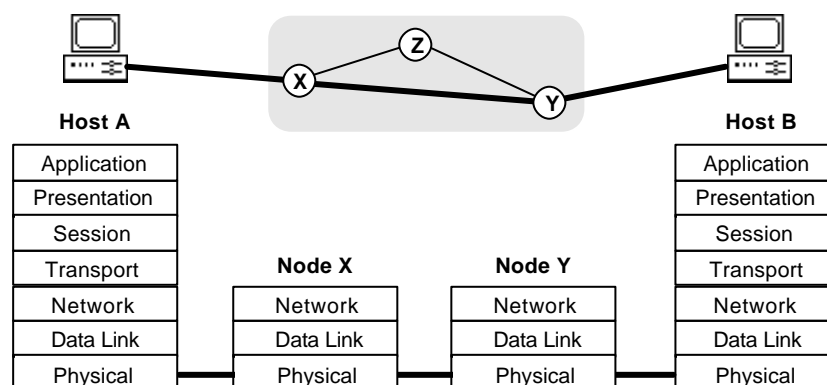 Z
X
Y
Host A
Host B
Application
Application
Presentation
Presentation
Session
Session
Transport
Node X
Node Y
Transport
Network
Network
Network
Network
Data Link
Data Link
Data Link
Data Link
Physical
Physical
Physical
Physical